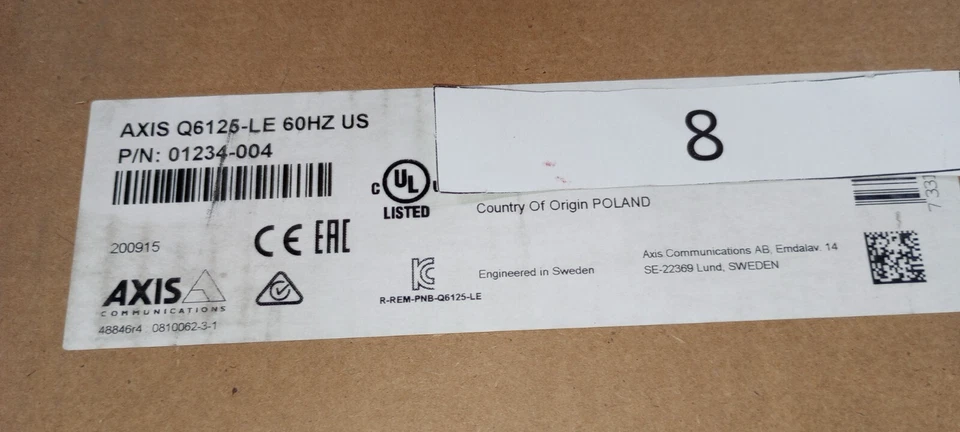 AXIS Q6125-LE 60HZ US
P/N: 01234-004
8
C UL
LISTED
Country Of Origin POLAND
7331
200915
CE EAC
Engineered in Sweden
Axis Communications AB, Emdalav. 14
SE-22369 Lund, SWEDEN
R-REM-PNB-Q6125-LE
AXIS
COMMUNICATIONS
48846r4 0810062-3-1